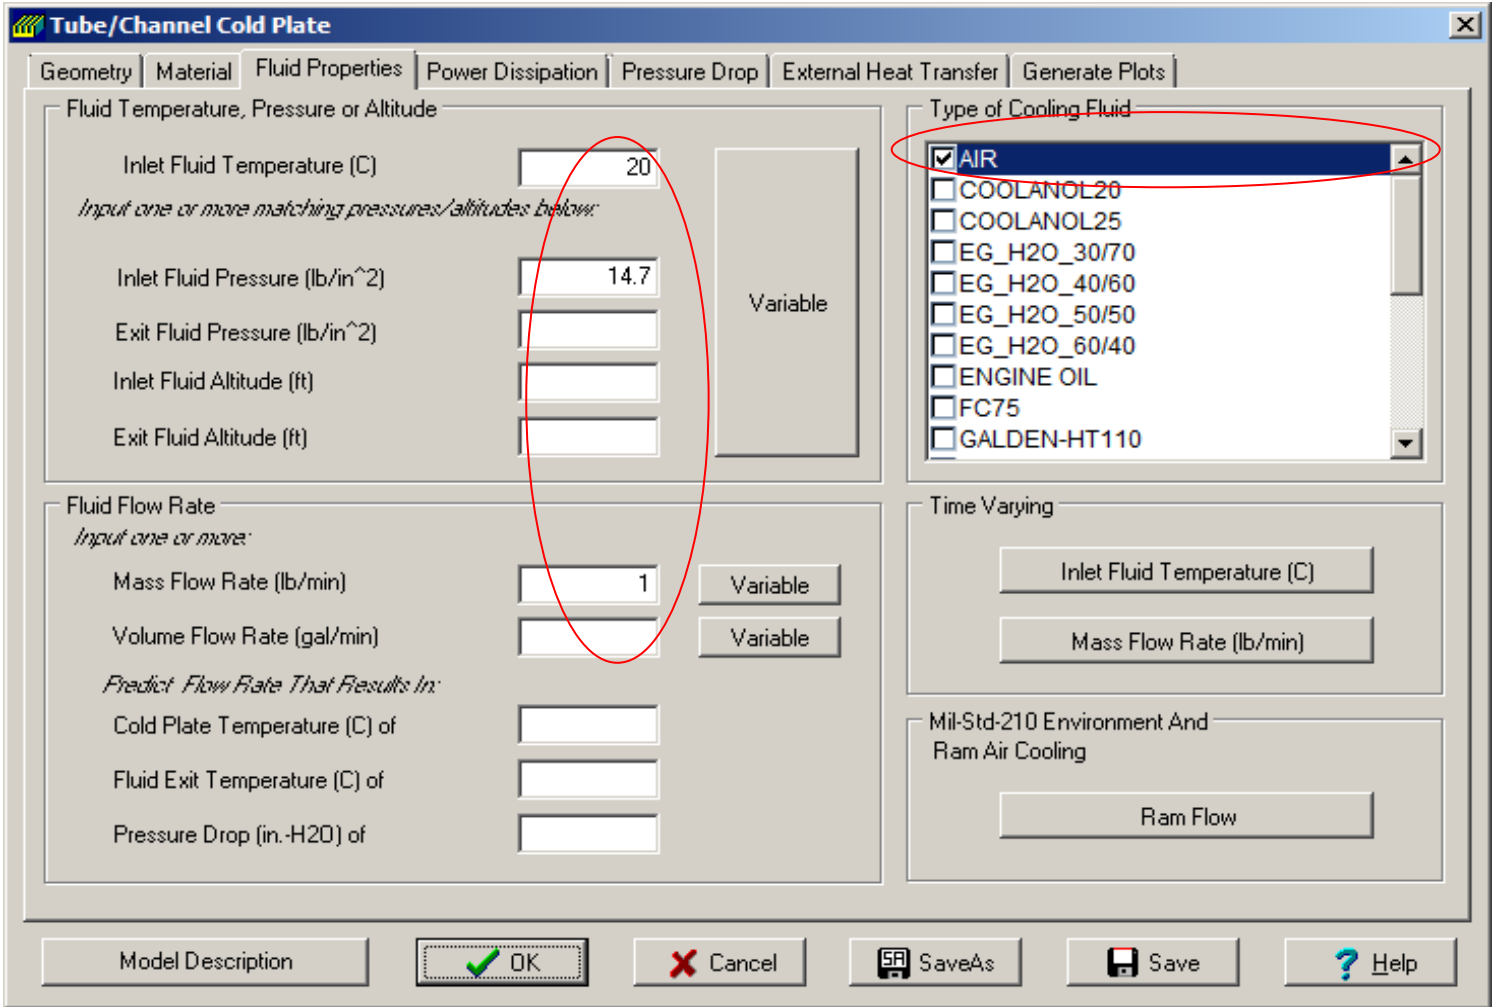 Tube/Channel Cold Plate
Geometry
Material
Fluid Properties
Power Dissipation
Pressure Drop
External Heat Transfer
Generate Plots
Fluid Temperature, Pressure or Altitude
Inlet Fluid Temperature (C)
20
Input one or more matching pressures/altitudes below:
Inlet Fluid Pressure (lb/in^2)
14.7
Exit Fluid Pressure (lb/in^2)
Inlet Fluid Altitude (ft)
Exit Fluid Altitude (ft)
Variable
Type of Cooling Fluid
AIR
COOLANOL20
COOLANOL25
EG_H2O_30/70
EG_H2O_40/60
EG_H2O_50/50
EG_H2O_60/40
ENGINE OIL
FC75
GALDEN-HT110
Fluid Flow Rate
Input one or more:
Mass Flow Rate (lb/min)
1
Variable
Volume Flow Rate (gal/min)
Variable
Predict Flow Rate That Results In:
Cold Plate Temperature (C) of
Fluid Exit Temperature (C) of
Pressure Drop (in.-H2O) of
Time Varying
Inlet Fluid Temperature (C)
Mass Flow Rate (lb/min)
Mil-Std-210 Environment And
Ram Air Cooling
Ram Flow
Model Description
OK
Cancel
SA
SaveAs
Save
Help